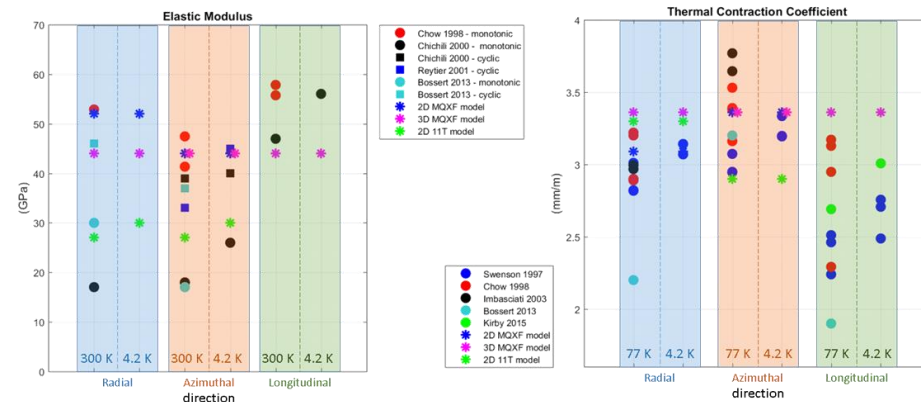 Elastic Modulus
70
60
50
40
30
20
10
0
(GPa)
300 K 4.2 K 300 K 4.2 K 300 K 4.2 K
Radial Azimuthal Longitudinal
direction
Chow 1998 - monotonic
Chichili 2000 - monotonic
Chichili 2000 - cyclic
Reytier 2001 - cyclic
Bossert 2013 - monotonic
Bossert 2013 - cyclic
2D MQXF model
3D MQXF model
2D 11T model
Swenson 1997
Chow 1998
Imbasciati 2003
Bossert 2013
Kirby 2015
2D MQXF model
3D MQXF model
2D 11T model
Thermal Contraction Coefficient
4
3.5
3
2.5
2
(mm/m)
77 K 4.2 K 77 K 4.2 K 77 K 4.2 K
Radial Azimuthal Longitudinal
direction